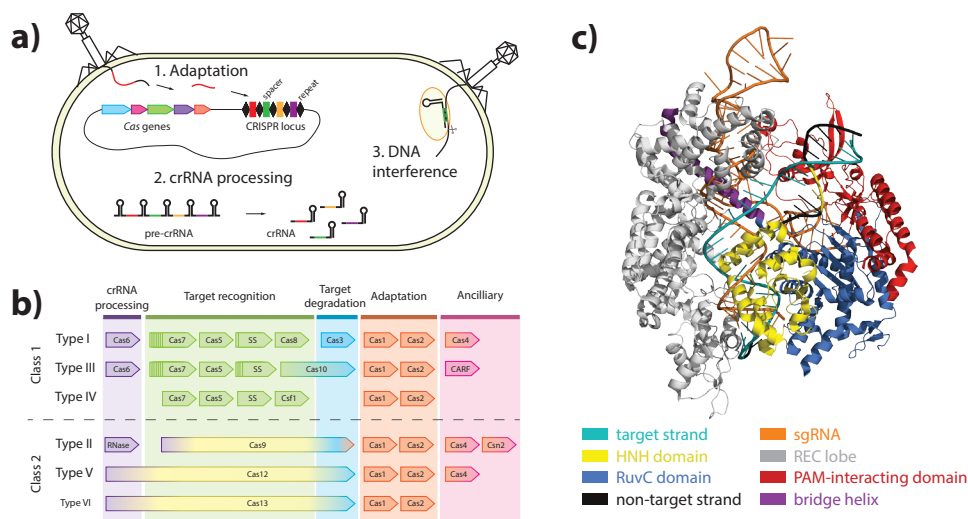 a)
1. Adaptation
spacer
repeat
Cas genes
CRISPR locus
2. crRNA processing
pre-crRNA
crRNA
3. DNA
interference
b)
crRNA
processing
Target recognition
Target
degradation
Adaptation
Ancilliary
Class 1
Type I
Cas6
Cas7
Cas5
SS
Cas8
Cas3
Cas1
Cas2
Cas4
Type III
Cas6
Cas7
Cas5
SS
Cas10
Cas1
Cas2
CARF
Type IV
Cas7
Cas5
SS
Csf1
Cas1
Cas2
Class 2
Type II
RNase
Cas9
Cas1
Cas2
Cas4
Csn2
Type V
Cas12
Cas1
Cas2
Cas4
Type VI
Cas13
Cas1
Cas2
c)
target strand
HNH domain
RuvC domain
non-target strand
sgRNA
REC lobe
PAM-interacting domain
bridge helix